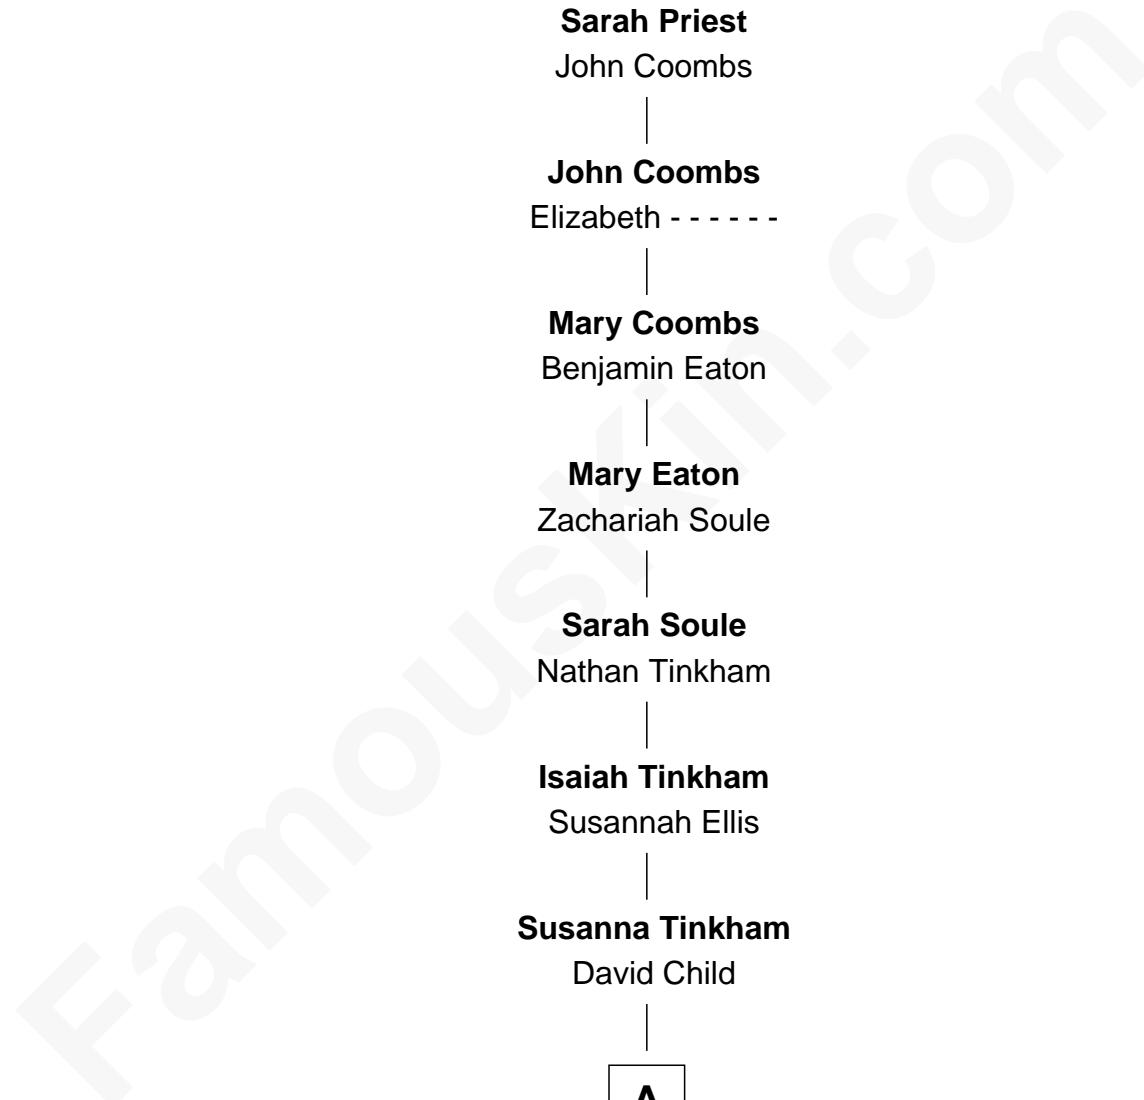 Sarah Priest
John Coombs
John Coombs
Elizabeth - - - - - -
Mary Coombs
Benjamin Eaton
Mary Eaton
Zachariah Soule
Sarah Soule
Nathan Tinkham
Isaiah Tinkham
Susannah Ellis
Susanna Tinkham
David Child
A
FamousKin.com